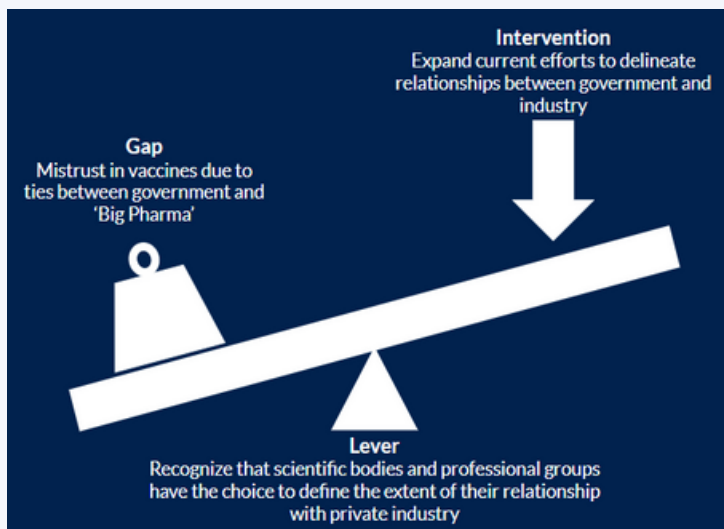 Intervention
Expand current efforts to delineate
relationships between government and
industry
Gap
Mistrust in vaccines due to
ties between government and
'Big Pharma'
Lever
Recognize that scientific bodies and professional groups
have the choice to define the extent of their relationship
with private industry